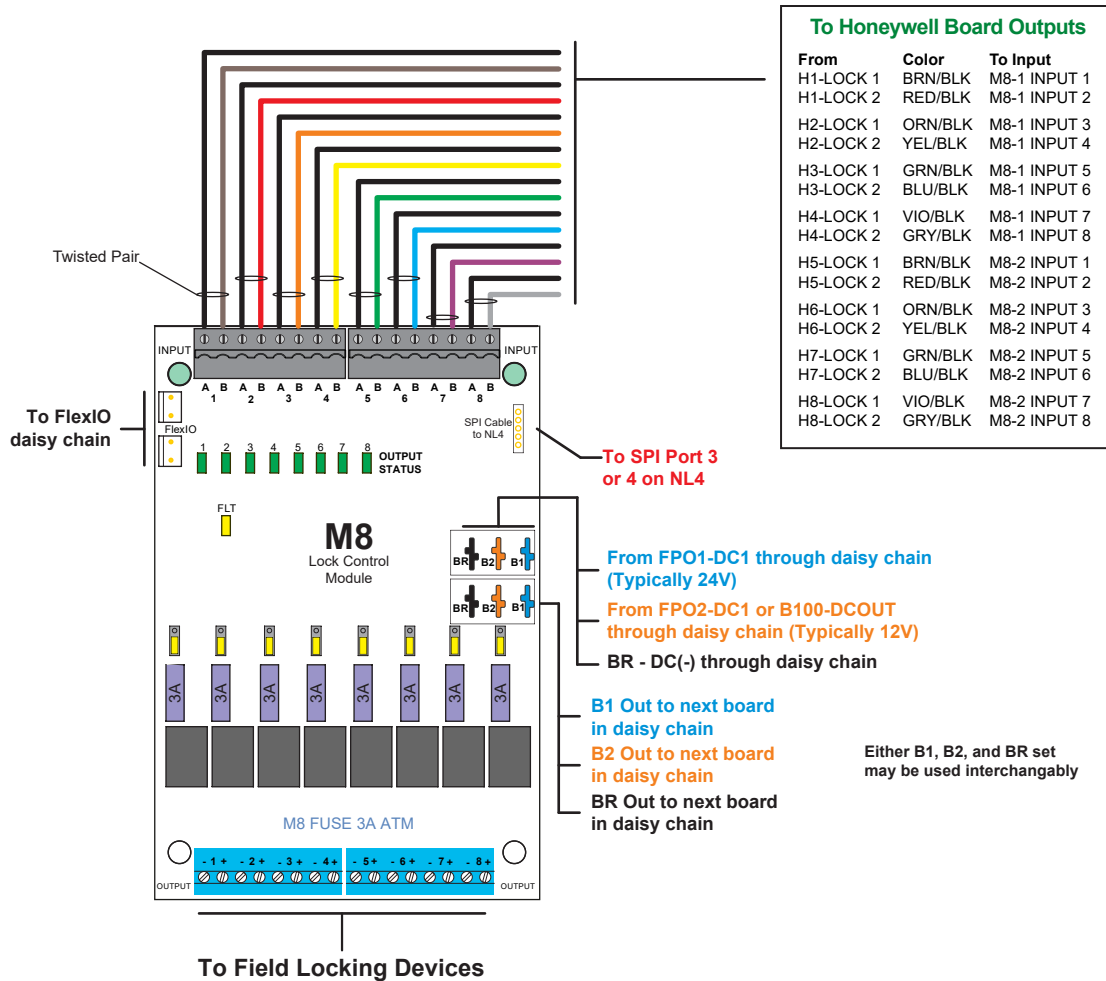 To Honeywell Board Outputs
From Color To Input
H1-LOCK 1 BRN/BLK M8-1 INPUT 1
H1-LOCK 2 RED/BLK M8-1 INPUT 2
H2-LOCK 1 ORN/BLK M8-1 INPUT 3
H2-LOCK 2 YEL/BLK M8-1 INPUT 4
H3-LOCK 1 GRN/BLK M8-1 INPUT 5
H3-LOCK 2 BLU/BLK M8-1 INPUT 6
H4-LOCK 1 VIO/BLK M8-1 INPUT 7
H4-LOCK 2 GRY/BLK M8-1 INPUT 8
H5-LOCK 1 BRN/BLK M8-2 INPUT 1
H5-LOCK 2 RED/BLK M8-2 INPUT 2
H6-LOCK 1 ORN/BLK M8-2 INPUT 3
H6-LOCK 2 YEL/BLK M8-2 INPUT 4
H7-LOCK 1 GRN/BLK M8-2 INPUT 5
H7-LOCK 2 BLU/BLK M8-2 INPUT 6
H8-LOCK 1 VIO/BLK M8-2 INPUT 7
H8-LOCK 2 GRY/BLK M8-2 INPUT 8
Twisted Pair
INPUT
INPUT
A B A B A B A B A B A B A B A B
1 2 3 4 5 6 7 8
To FlexIO
daisy chain
FlexIO
SPI Cable
to NL4
1 2 3 4 5 6 7 8
OUTPUT
STATUS
To SPI Port 3
or 4 on NL4
FLT
M8
Lock Control
Module
BR B2 B1
BR B2 B1
From FPO1-DC1 through daisy chain
(Typically 24V)
From FPO2-DC1 or B100-DCOUT
through daisy chain (Typically 12V)
BR - DC(-) through daisy chain
3A 3A 3A 3A 3A 3A 3A 3A
B1 Out to next board
in daisy chain
B2 Out to next board
in daisy chain
BR Out to next board
in daisy chain
Either B1, B2, and BR set
may be used interchangably
M8 FUSE 3A ATM
- 1 + - 2 + - 3 + - 4 + - 5 + - 6 + - 7 + - 8 +
OUTPUT
OUTPUT
To Field Locking Devices